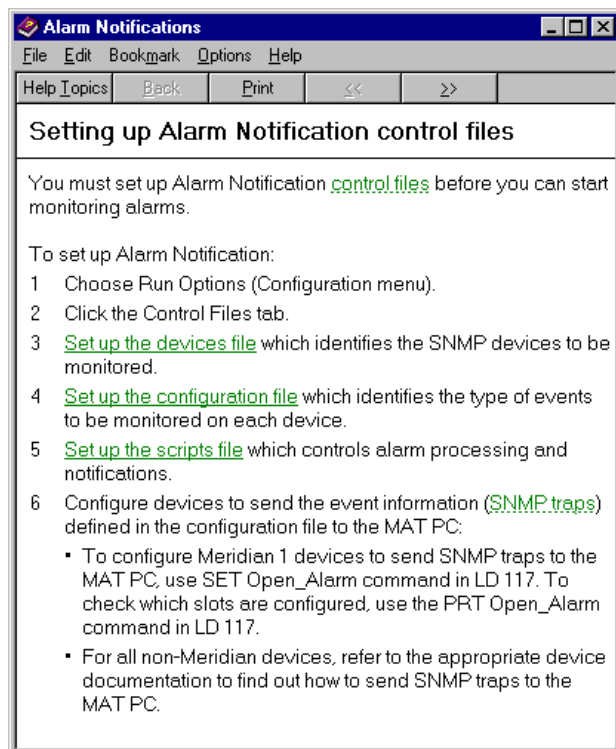 Alarm Notifications
File Edit Bookmark Options Help
Help Topics Back Print << >>
Setting up Alarm Notification control files
You must set up Alarm Notification control files before you can start
monitoring alarms.
To set up Alarm Notification:
1 Choose Run Options (Configuration menu).
2 Click the Control Files tab.
3 Set up the devices file which identifies the SNMP devices to be
monitored.
4 Set up the configuration file which identifies the type of events
to be monitored on each device.
5 Set up the scripts file which controls alarm processing and
notifications.
6 Configure devices to send the event information (SNMP traps)
defined in the configuration file to the MAT PC:
▪ To configure Meridian 1 devices to send SNMP traps to the
MAT PC, use SET Open_Alarm command in LD 117. To
check which slots are configured, use the PRT Open_Alarm
command in LD 117.
▪ For all non-Meridian devices, refer to the appropriate device
documentation to find out how to send SNMP traps to the
MAT PC.